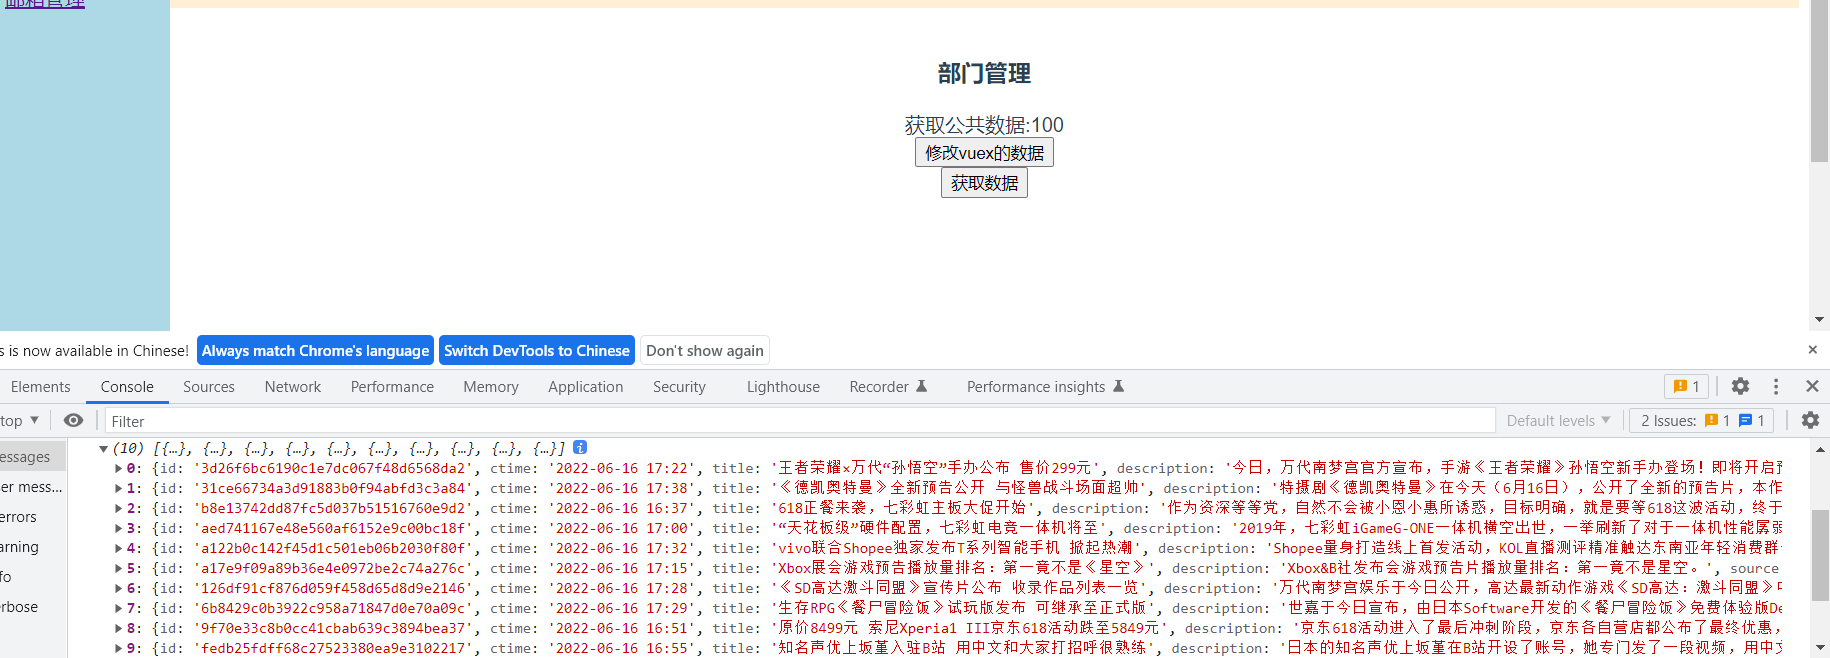 邮箱管理
部门管理
获取公共数据:100
修改vuex的数据
获取数据
s is now available in Chinese! Always match Chrome's language Switch DevTools to Chinese Don't show again ×
Elements Console Sources Network Performance Memory Application Security Lighthouse Recorder Performance insights 1
top ▼ Filter Default levels ▼ 2 Issues: 1 1
essages
er mess...
errors
arning
fo
erbose
▼(10) [{…}, {…}, {…}, {…}, {…}, {…}, {…}, {…}, {…}, {…}] i
▶0: {id: '3d26f6bc6190c1e7dc067f48d6568da2', ctime: '2022-06-16 17:22', title: '王者荣耀×万代“孙悟空”手办公布 售价299元', description: '今日，万代南梦宫官方宣布，手游《王者荣耀》孙悟空新手办登场！即将开启预
▶1: {id: '31ce66734a3d91883b0f94abfd3c3a84', ctime: '2022-06-16 17:38', title: '《德凯奥特曼》全新预告公开 与怪兽战斗场面超帅', description: '特摄剧《德凯奥特曼》在今天（6月16日），公开了全新的预告片，本作
▶2: {id: 'b8e13742dd87fc5d037b51516760e9d2', ctime: '2022-06-16 16:37', title: '618正餐来袭，七彩虹主板大促开始', description: '作为资深等等党，自然不会被小恩小惠所诱惑，目标明确，就是要等618这波活动，终于
▶3: {id: 'aed741167e48e560af6152e9c00bc18f', ctime: '2022-06-16 17:00', title: '“天花板级”硬件配置，七彩虹电竞一体机将至', description: '2019年，七彩虹iGameG-ONE一体机横空出世，一举刷新了对于一体机性能孱弱
▶4: {id: 'a122b0c142f45d1c501eb06b2030f80f', ctime: '2022-06-16 17:32', title: 'vivo联合Shopee独家发布T系列智能手机 掀起热潮', description: 'Shopee量身打造线上首发活动，KOL直播测评精准触达东南亚年轻消费群
▶5: {id: 'a17e9f09a89b36e4e0972be2c74a276c', ctime: '2022-06-16 17:15', title: 'Xbox展会游戏预告播放量排名：第一竟不是《星空》', description: 'Xbox&B社发布会游戏预告片播放量排名：第一竟不是星空。', source
▶6: {id: '126df91cf876d059f458d65d8d9e2146', ctime: '2022-06-16 17:28', title: '《SD高达激斗同盟》宣传片公布 收录作品列表一览', description: '万代南梦宫娱乐于今日公开，高达最新动作游戏《SD高达：激斗同盟》中
▶7: {id: '6b8429c0b3922c958a71847d0e70a09c', ctime: '2022-06-16 17:29', title: '生存RPG《餐尸冒险饭》试玩版发布 可继承至正式版', description: '世嘉于今日宣布，由日本Software开发的《餐尸冒险饭》免费体验版De
▶8: {id: '9f70e33c8b0cc41cbab639c3894bea37', ctime: '2022-06-16 16:51', title: '原价8499元 索尼Xperia1 III京东618活动跌至5849元', description: '京东618活动进入了最后冲刺阶段，京东各自营店都公布了最终优惠，
▶9: {id: 'fedb25fdff68c27523380ea9e3102217', ctime: '2022-06-16 16:55', title: '知名声优上坂堇入驻B站 用中文和大家打招呼很熟练', description: '日本的知名声优上坂堇在B站开设了账号，她专门发了一段视频，用中文